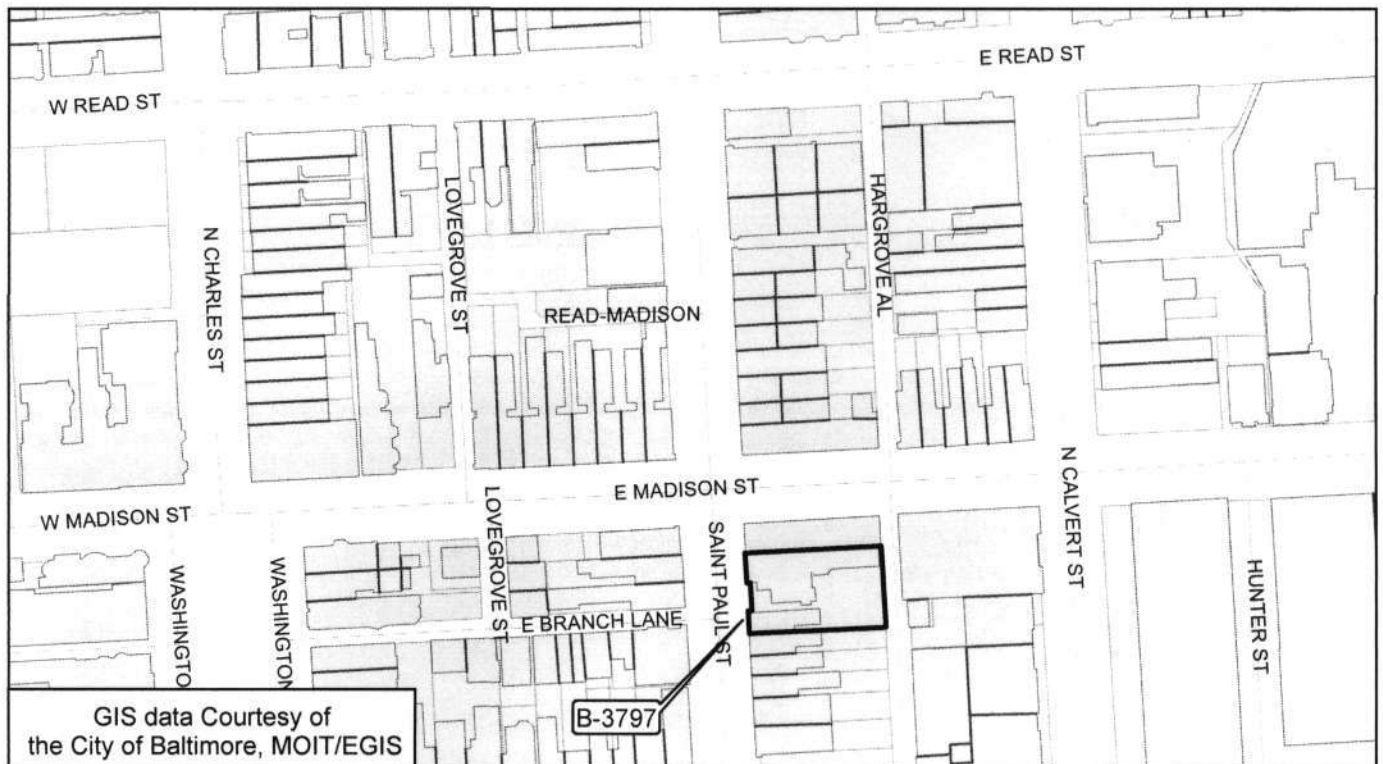 E READ ST
W READ ST
LOVEGROVE ST
HARGROVE AL
N CHARLES ST
READ-MADISON
E MADISON ST
W MADISON ST
N CALVERT ST
LOVEGROVE ST
SAINT PAUL ST
WASHINGTO
WASHINGTON
HUNTER ST
E BRANCH LANE
B-3797
GIS data Courtesy of
the City of Baltimore, MOIT/EGIS